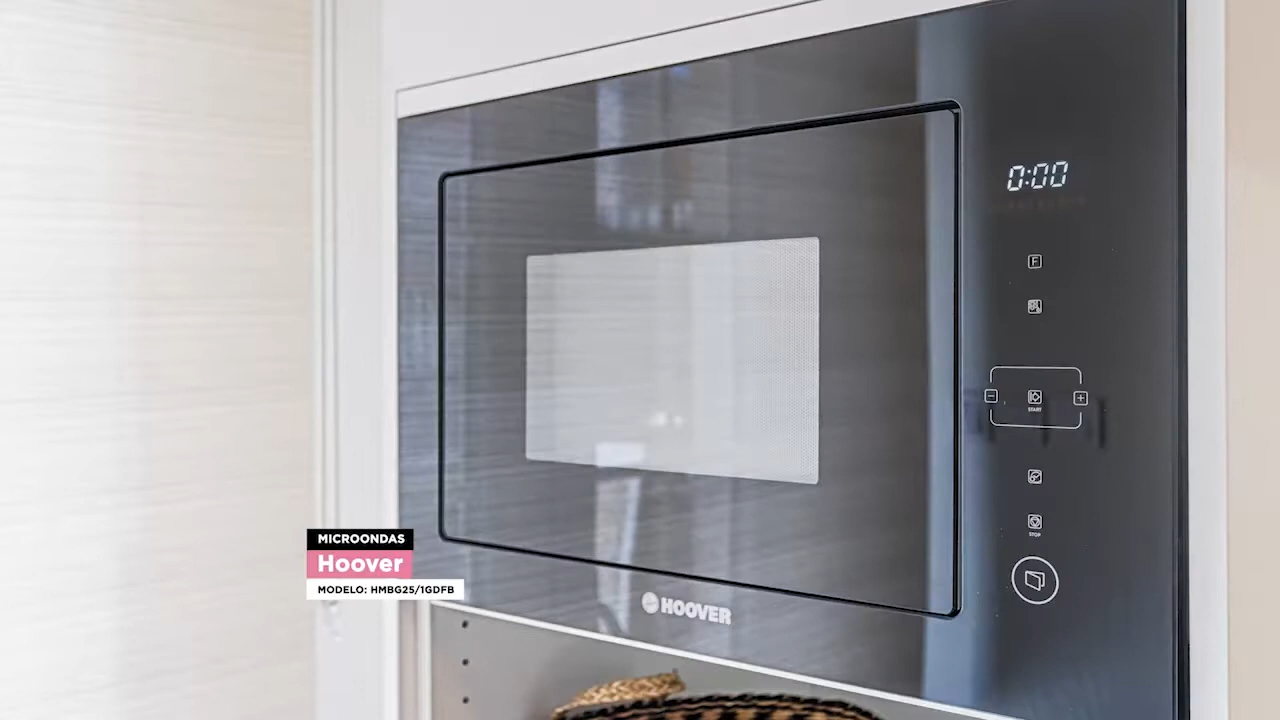 0:00
F
START
STOP
MICROONDAS
Hoover
MODELO: HMBG25/1GDFB
HOOVER